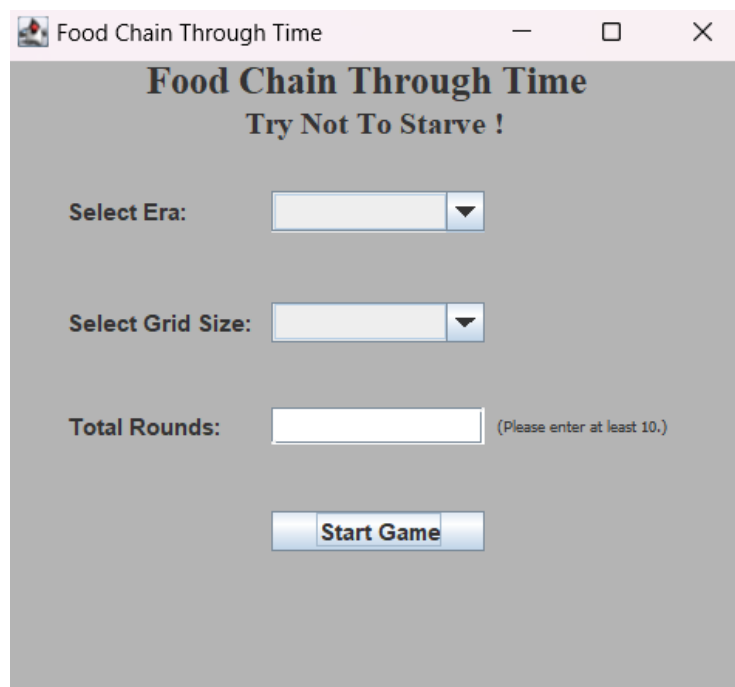 Food Chain Through Time
Food Chain Through Time
Try Not To Starve !
Select Era:
Select Grid Size:
Total Rounds: (Please enter at least 10.)
Start Game